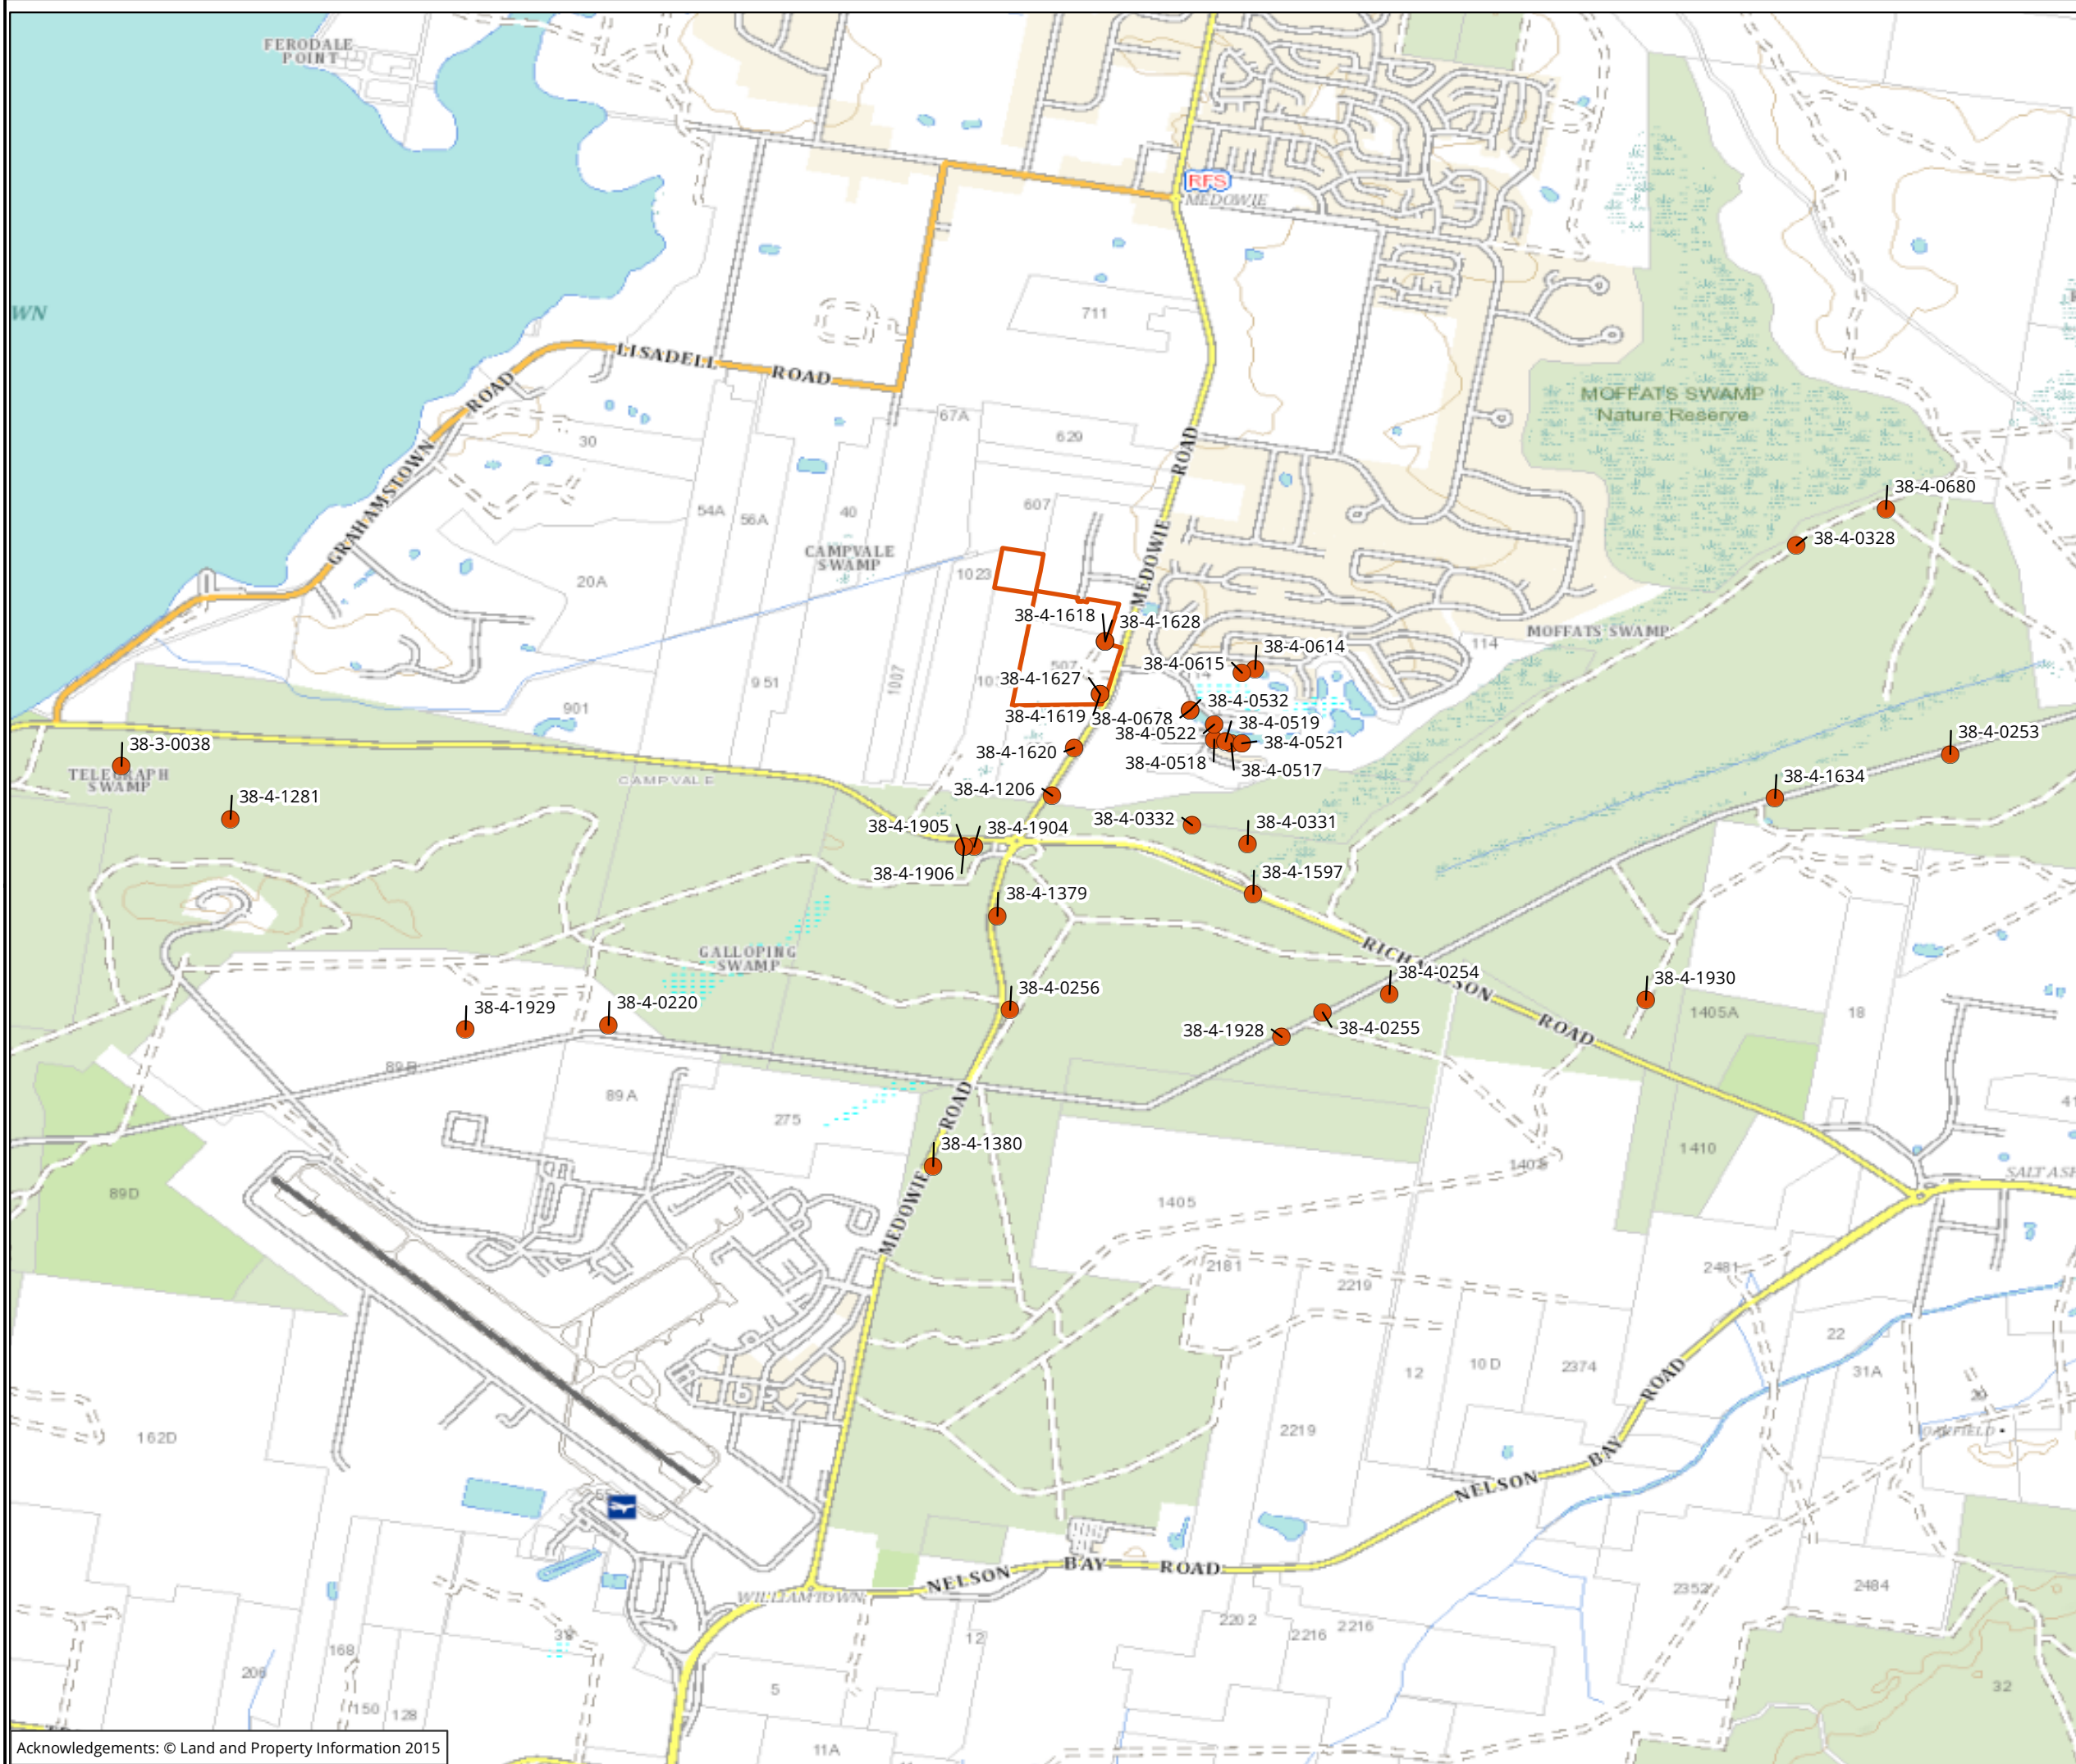 FERODALE
POINT
RFS
MEDOWIE
WN
711
LISADELL
ROAD
MOFFATS SWAMP
Nature Reserve
ROAD
67A
629
30
ROAD
GRAHAMSTOWN
54A
56A
40
607
38-4-0680
38-4-0328
CAMPVALE
SWAMP
MEDOWIE
20A
1023
38-4-1618
38-4-1628
MOFFATS SWAMP
114
38-4-0614
38-4-0615
507
38-4-1627
951
1007
901
38-4-0532
38-4-1619
38-4-0678
38-4-0519
38-4-0522
38-4-0521
38-4-0253
38-3-0038
38-4-1620
38-4-0518
38-4-0517
TELEGRAPH
SWAMP
CAMPVALE
38-4-1634
38-4-1206
38-4-1281
38-4-0332
38-4-0331
38-4-1905
38-4-1904
38-4-1906
38-4-1597
38-4-1379
GALLOPING
SWAMP
RICHARDSON
38-4-0254
38-4-1930
38-4-0256
38-4-1929
38-4-0220
1405A
18
38-4-1928
38-4-0255
ROAD
89B
89A
275
ROAD
38-4-1380
1410
1402
SALT ASH
89D
1405
MEDOWIE
2181
2219
2481
22
12
10D
2374
31A
ROAD
162D
2219
BAY
NELSON
NELSON
BAY
ROAD
WILLIAMTOWN
2352
2484
2202
2216
2216
12
168
206
5
32
150
128
11A
Acknowledgements: © Land and Property Information 2015